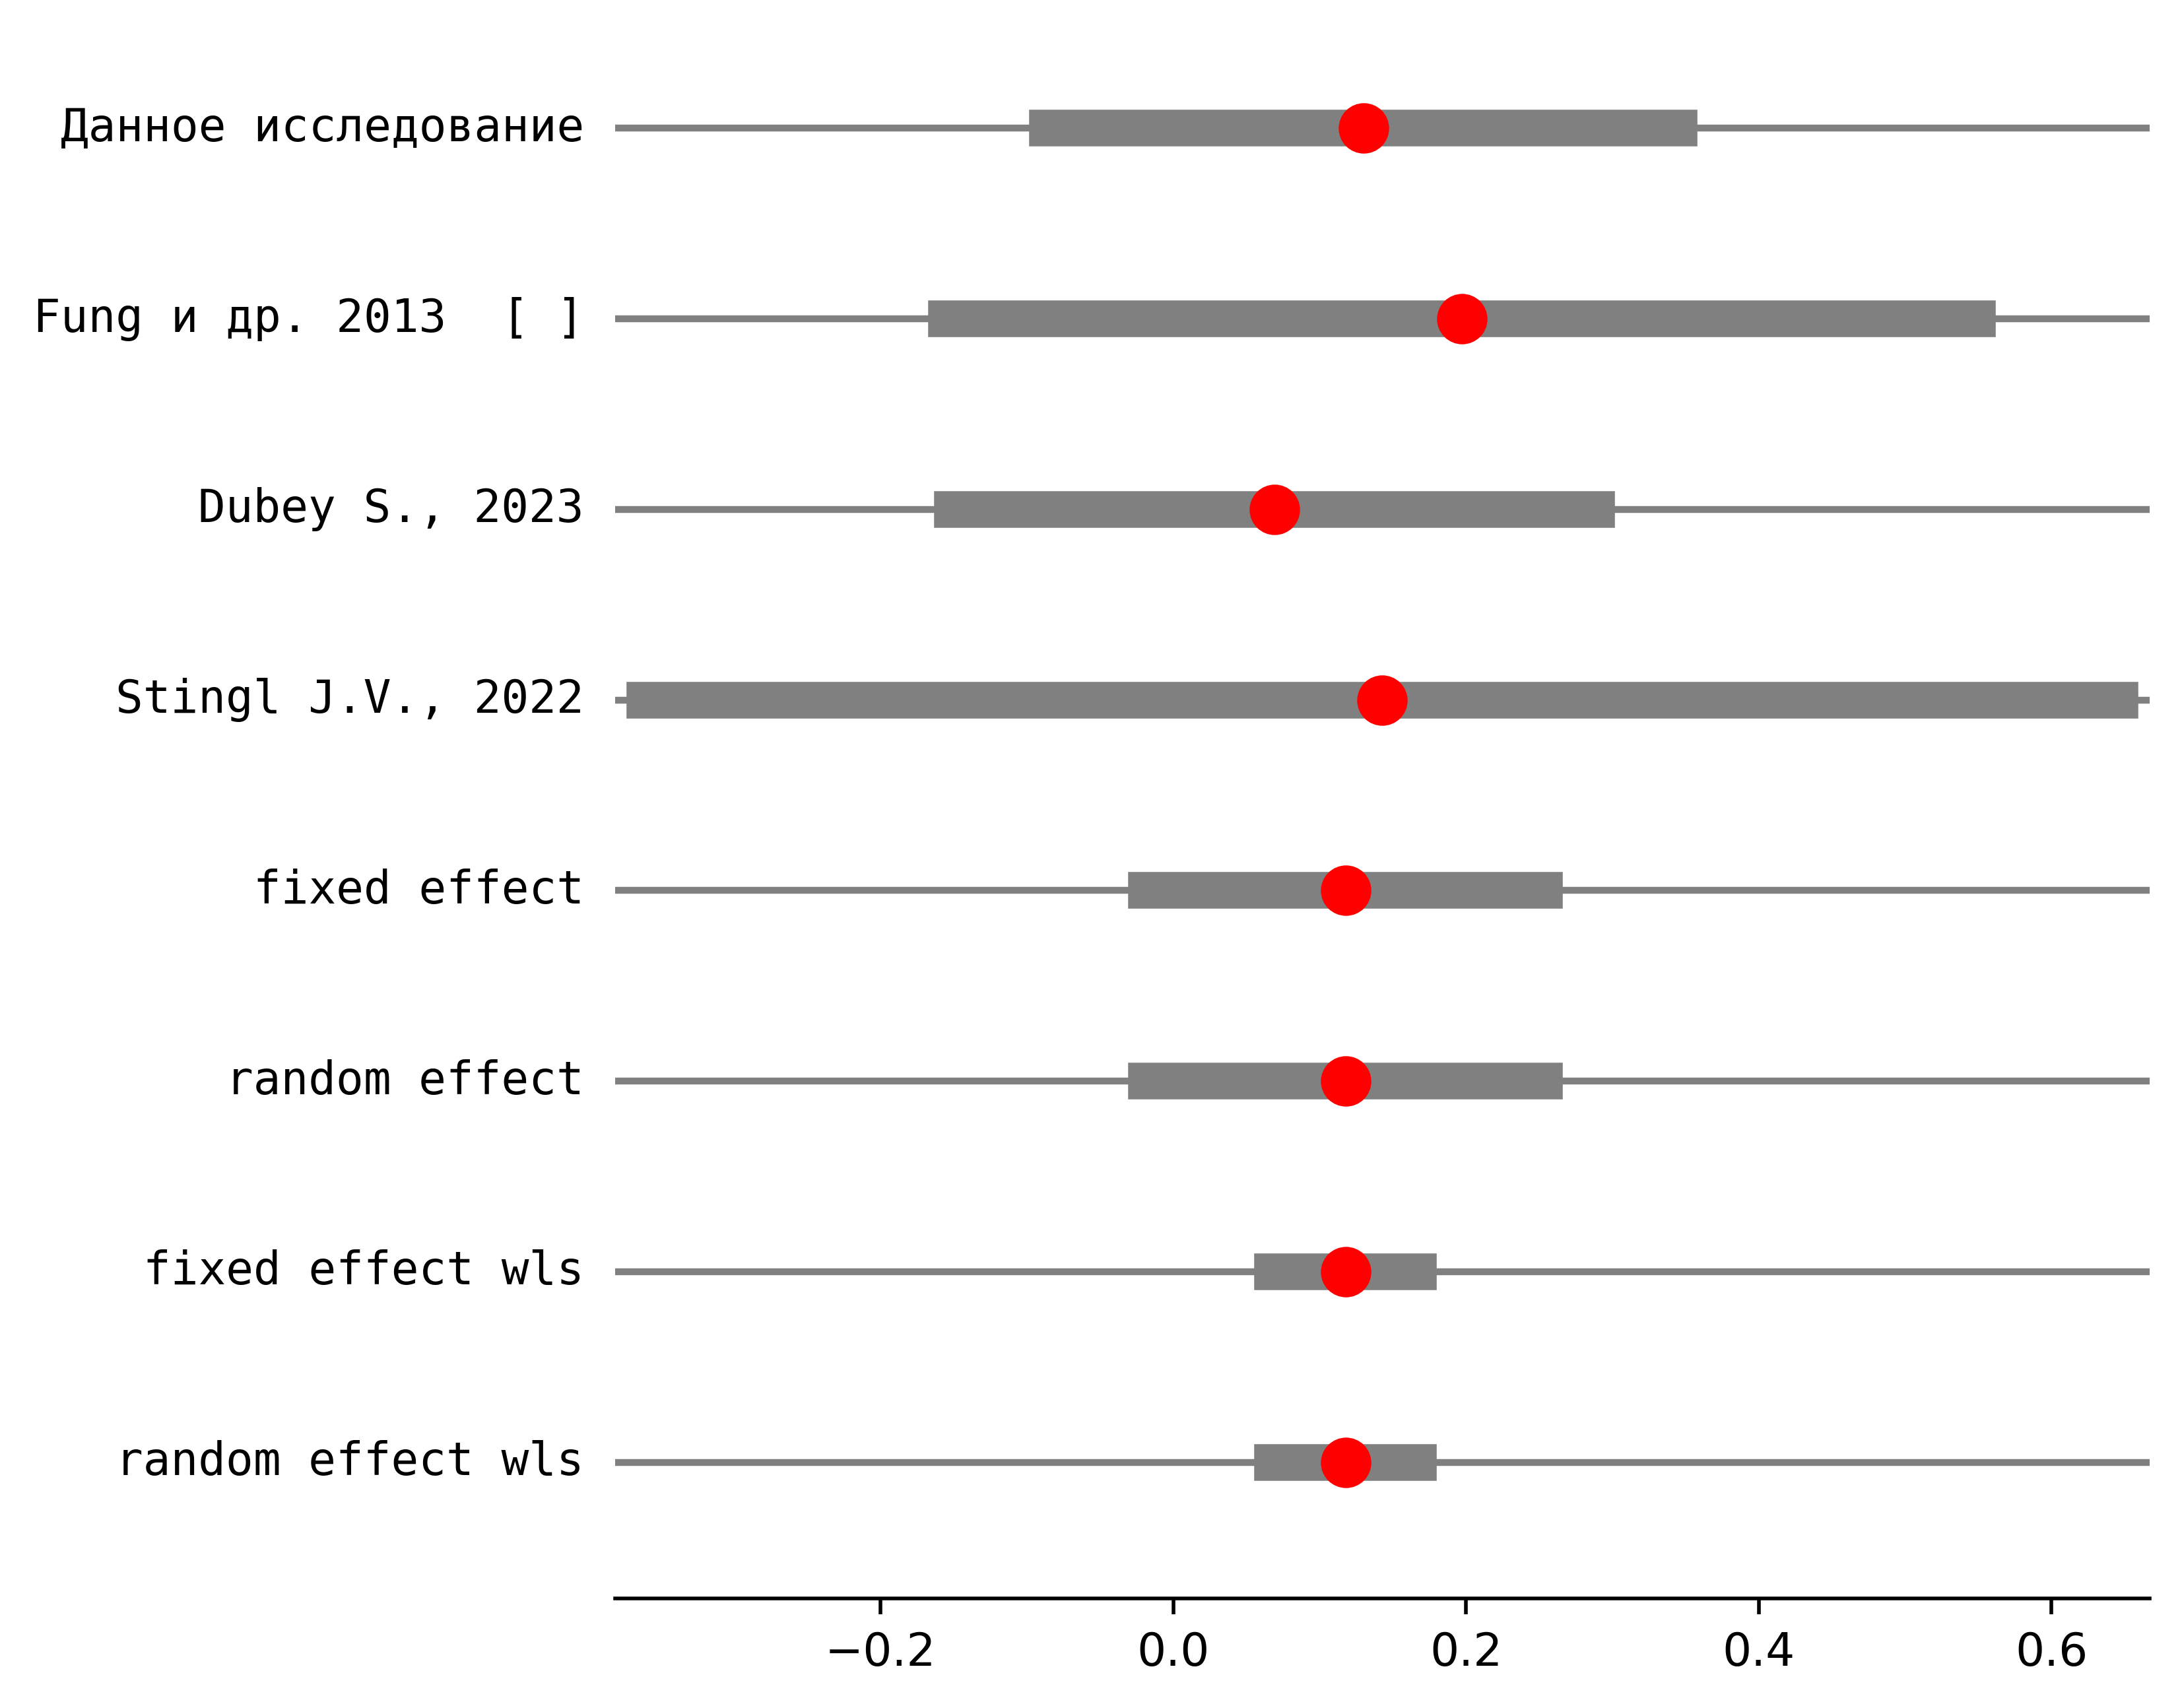 Данное исследование
Fung и др. 2013  [ ]
Dubey S., 2023
Stingl J.V., 2022
fixed effect
random effect
fixed effect wls
random effect wls
−0.2 0.0 0.2 0.4 0.6